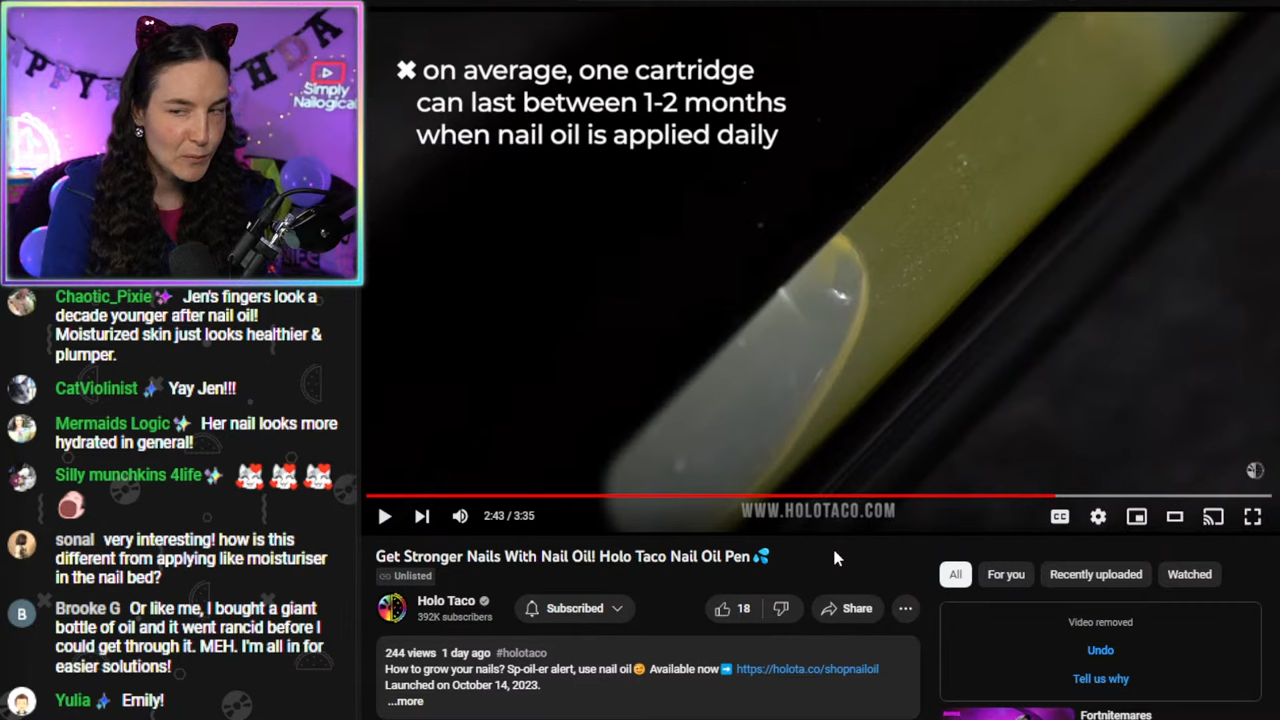 PPY
HDA
Simply
Nailogical
✖ on average, one cartridge
can last between 1-2 months
when nail oil is applied daily
Chaotic_Pixie Jen's fingers look a
decade younger after nail oil!
Moisturized skin just looks healthier &
plumper.
CatViolinist Yay Jen!!!
Mermaids Logic Her nail looks more
hydrated in general!
Silly munchkins 4life
sonal very interesting! how is this
different from applying like moisturiser
in the nail bed?
B Brooke G Or like me, I bought a giant
bottle of oil and it went rancid before I
could get through it. MEH. I'm all in for
easier solutions!
Yulia Emily!
WWW.HOLOTACO.COM
2:43 / 3:35
CC
Get Stronger Nails With Nail Oil! Holo Taco Nail Oil Pen💦
Unlisted
Holo Taco
392K subscribers
Subscribed
18
Share
...
244 views 1 day ago #holotaco
How to grow your nails? Sp-oil-er alert, use nail oil😉 Available now➡ https://holota.co/shopnailoil
Launched on October 14, 2023.
...more
All For you Recently uploaded Watched
Video removed
Undo
Tell us why
Fortnitemares